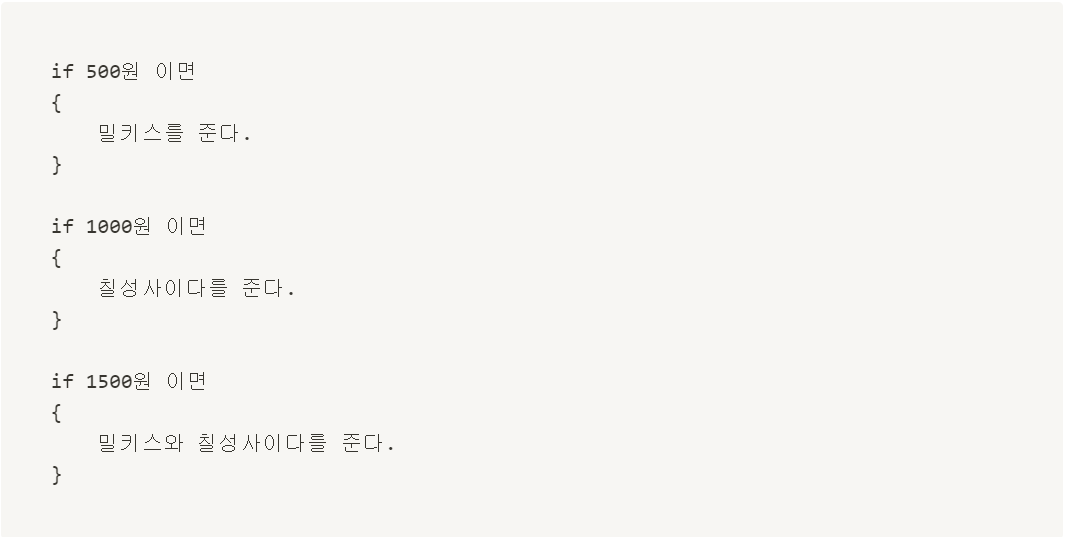 if 500원 이면
{
    밀키스를 준다.
}

if 1000원 이면
{
    칠성사이다를 준다.
}

if 1500원 이면
{
    밀키스와 칠성사이다를 준다.
}